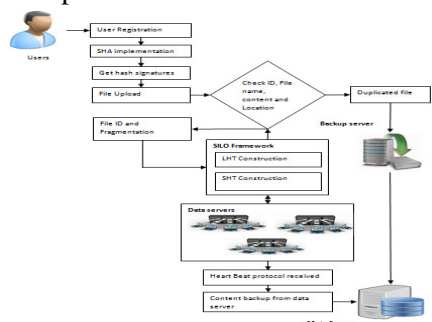 User Registration
Users
SHA implementation
Get hash signatures
File Upload
Check ID, File
name,
content and
Location
Duplicated file
File ID and
Fragmentation
Backup server
SILO Framework
LHT Construction
SHT Construction
Data servers
Heart Beat protocol received
Content backup from data
server